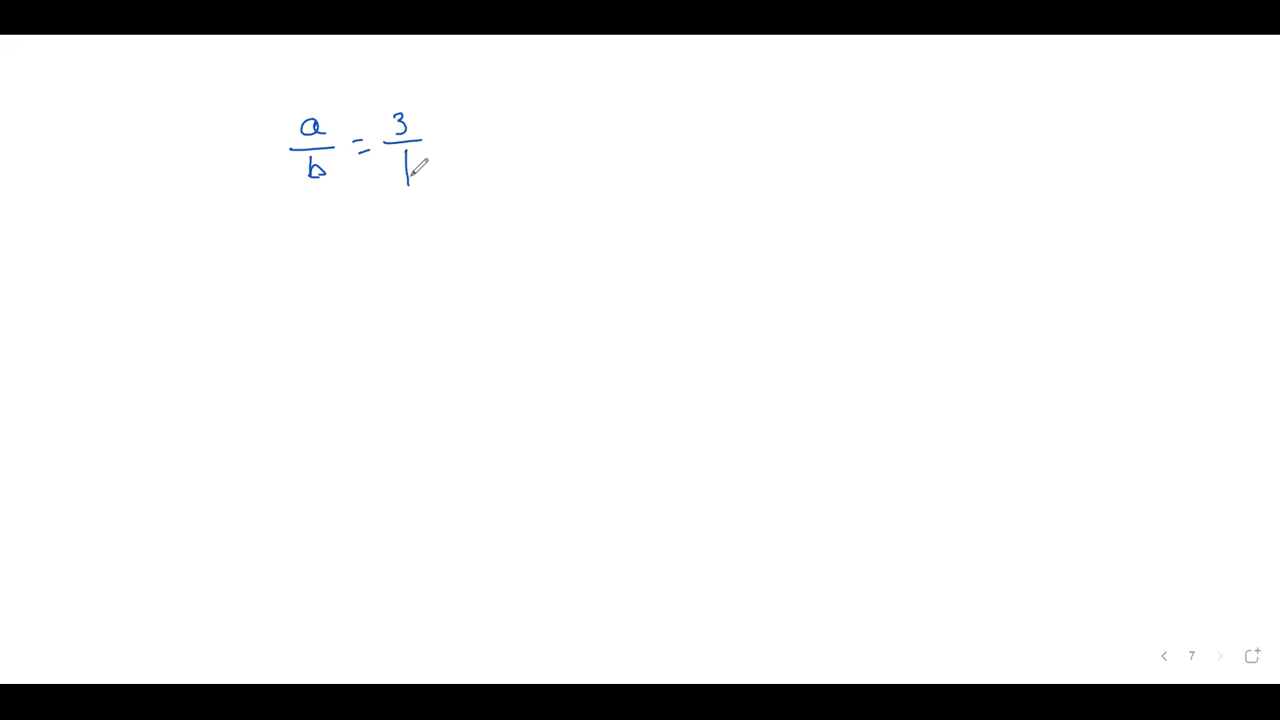 a/b = 3/1
7